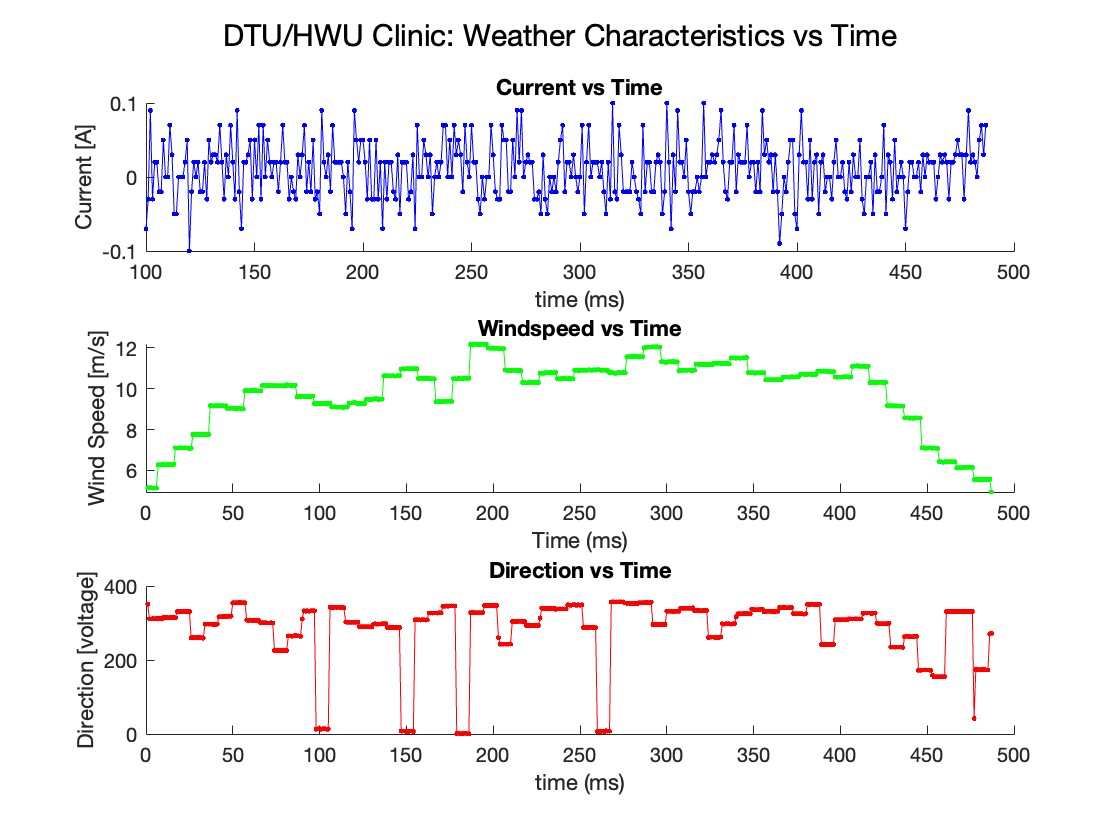 DTU/HWU Clinic: Weather Characteristics vs Time
Current vs Time
Current [A]
0.1
0
-0.1
100 150 200 250 300 350 400 450 500
time (ms)
Windspeed vs Time
Wind Speed [m/s]
12
10
8
6
0 50 100 150 200 250 300 350 400 450 500
Time (ms)
Direction vs Time
Direction [voltage]
400
200
0
0 50 100 150 200 250 300 350 400 450 500
time (ms)